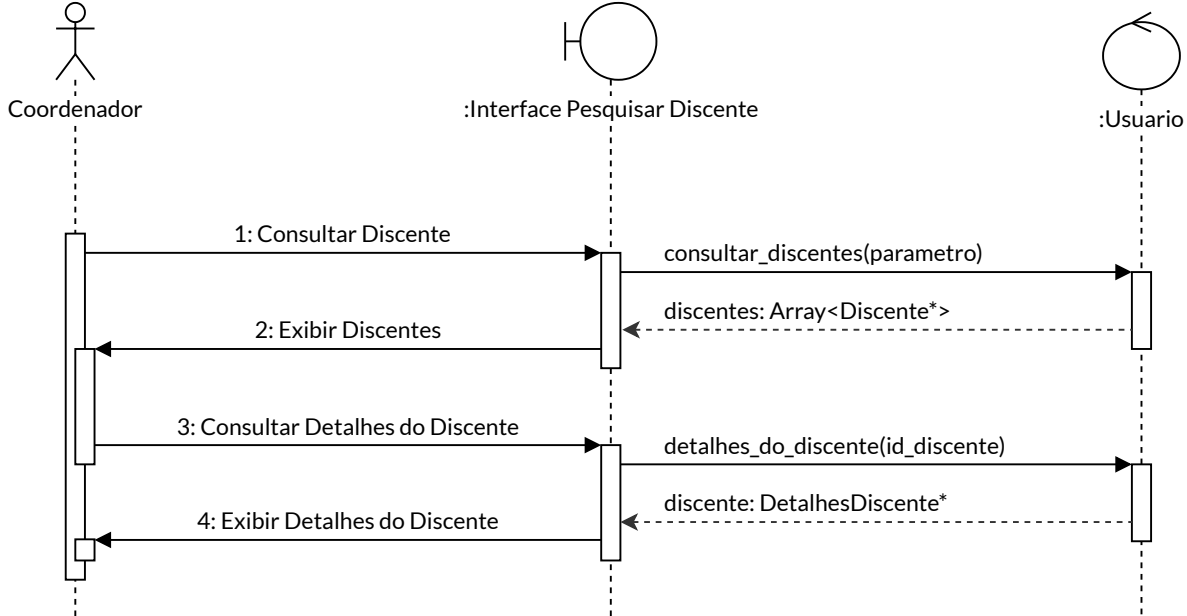 Coordenador
:Interface Pesquisar Discente
:Usuario
1: Consultar Discente
consultar_discentes(parametro)
discentes: Array<Discente*>
2: Exibir Discentes
3: Consultar Detalhes do Discente
detalhes_do_discente(id_discente)
discente: DetalhesDiscente*
4: Exibir Detalhes do Discente